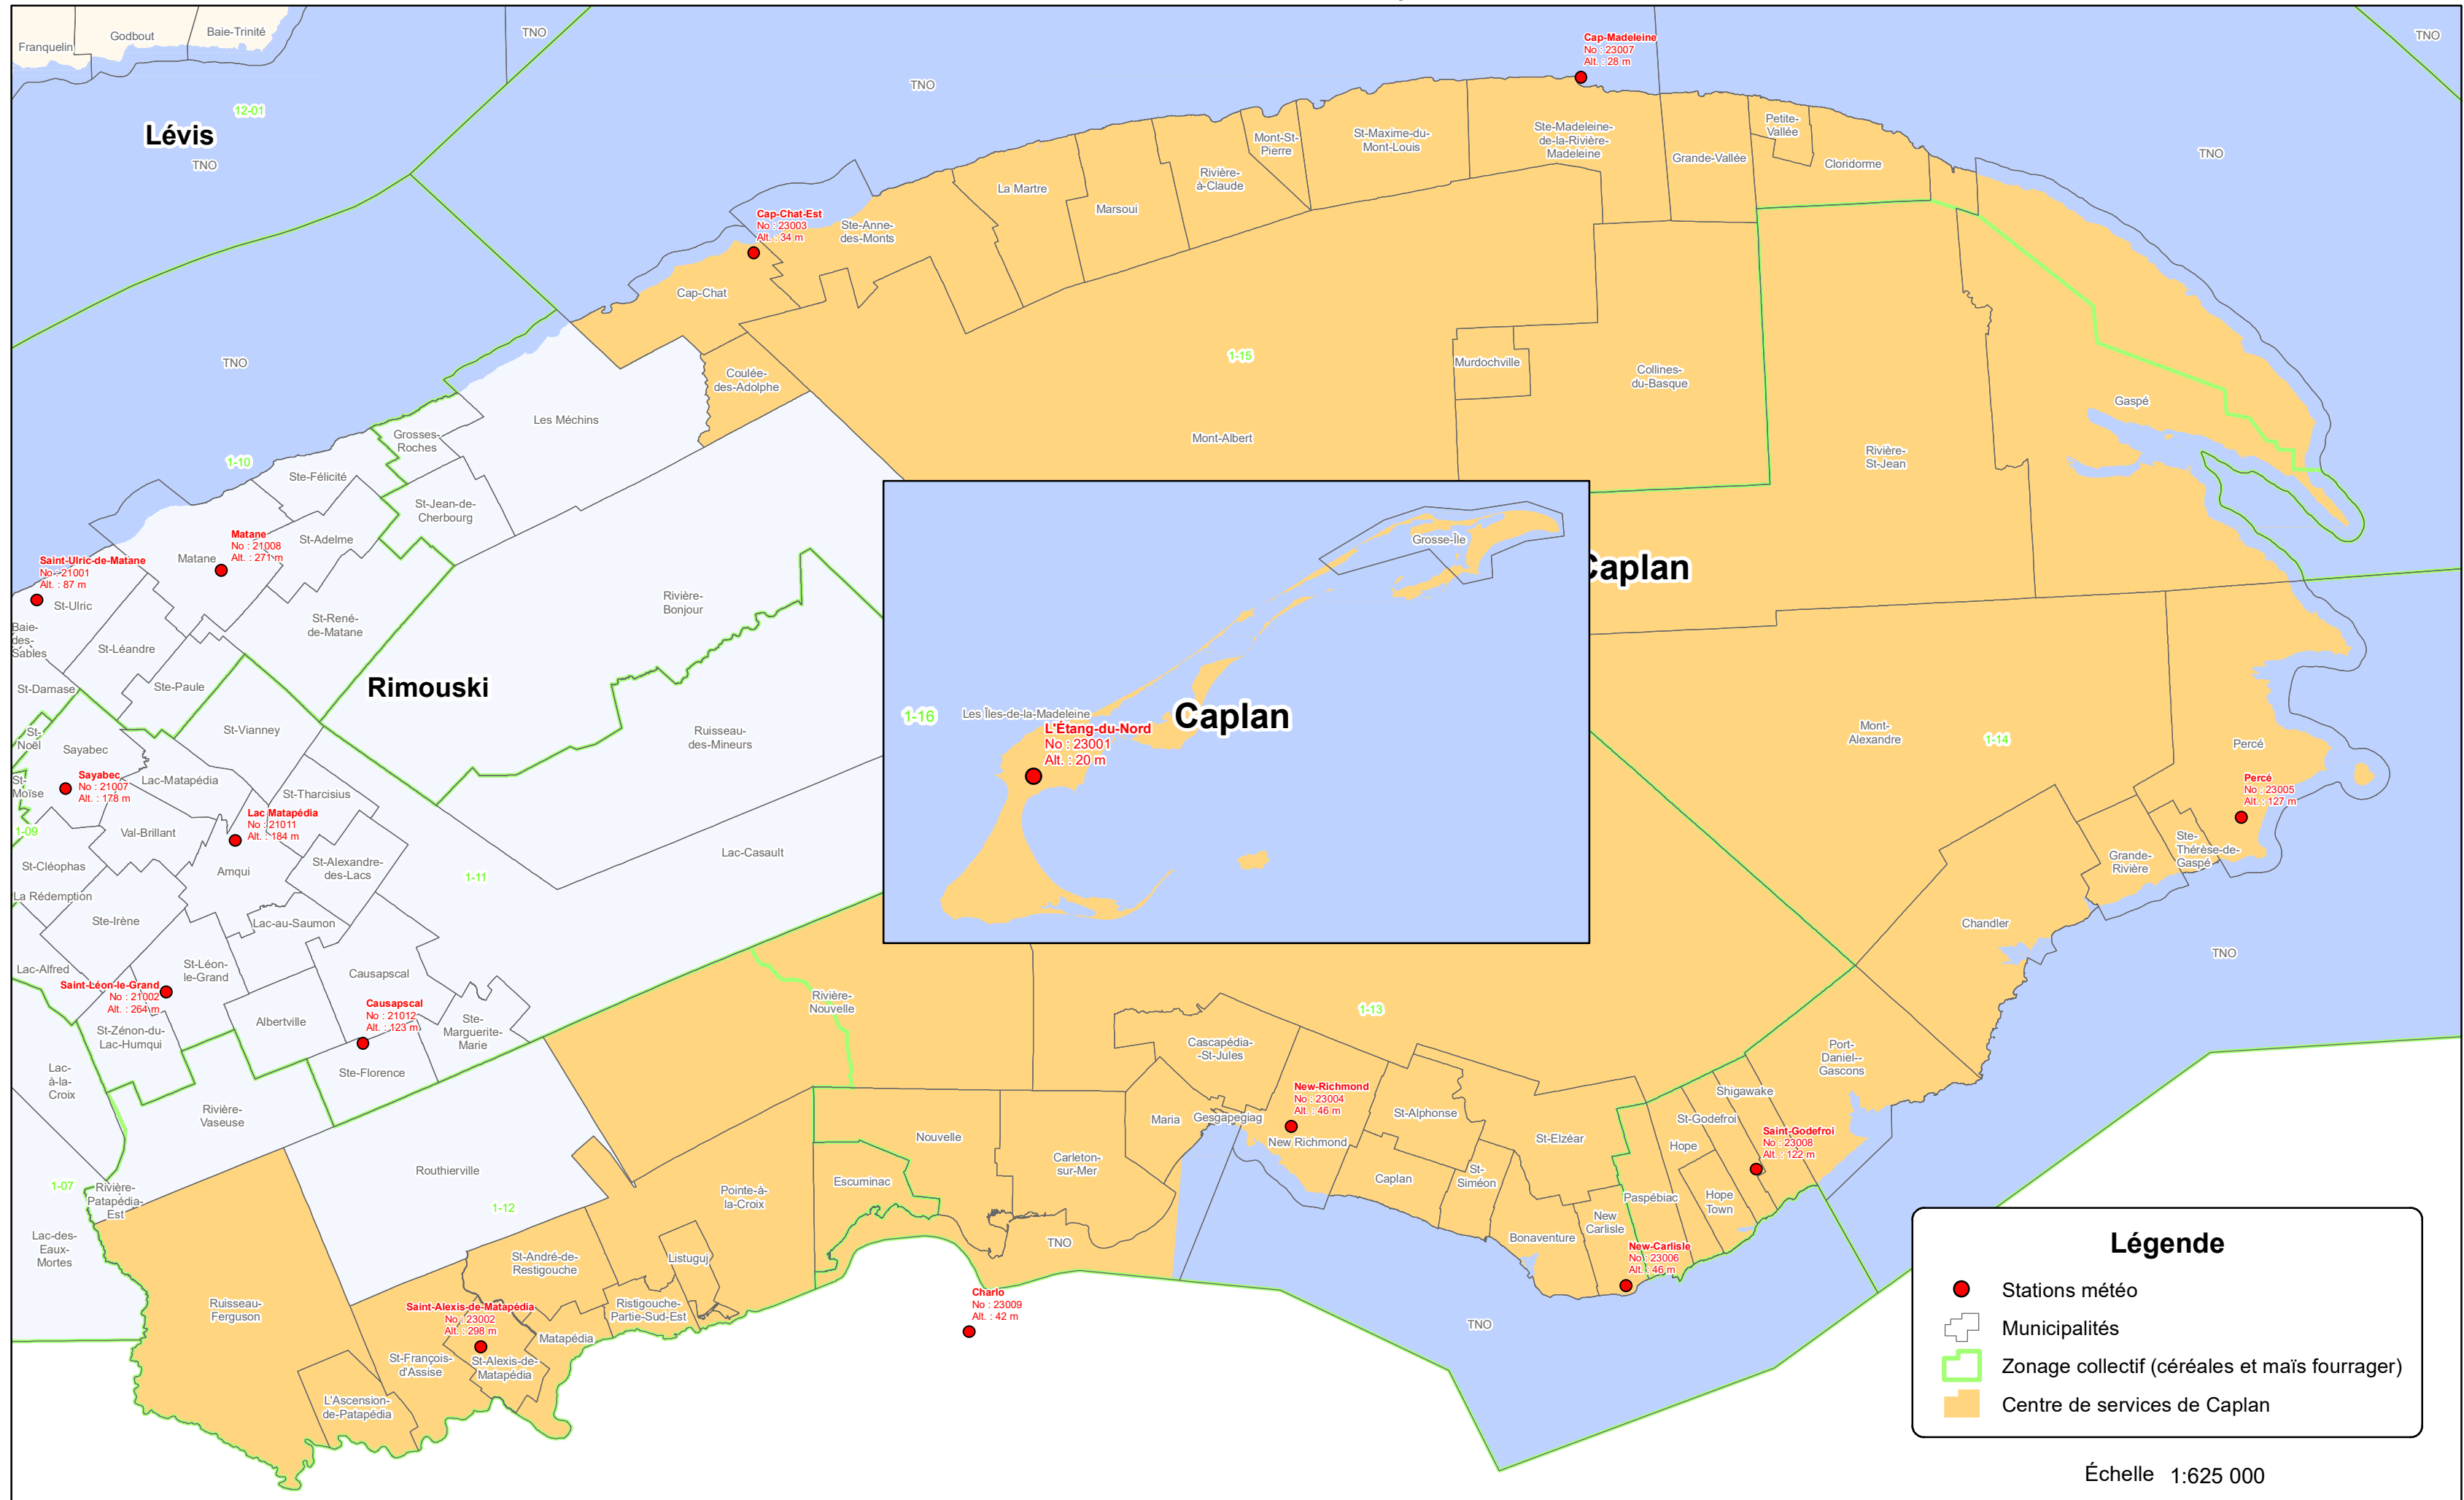 Franquelin
Godbout
Baie-Trinité
TNO
TNO
TNO
12-01
Lévis
TNO
Cap-Madeleine
No : 23007
Alt. : 28 m
Petite-
Vallée
Ste-Madeleine-
de-la-Rivière-
Madeleine
St-Maxime-du-
Mont-Louis
Mont-St-
Pierre
Grande-Vallée
Cloridorme
TNO
Rivière-
à-Claude
La Martre
Marsoui
Cap-Chat-Est
No : 23003
Alt. : 34 m
Ste-Anne-
des-Monts
Cap-Chat
TNO
1-15
Murdochville
Collines-
du-Basque
Coulée-
des-Adolphe
Gaspé
Les Méchins
Grosses-
Roches
Mont-Albert
Rivière-
St-Jean
1-10
Ste-Félicité
St-Jean-de-
Cherbourg
St-Adelme
Matane
No : 21008
Alt. : 271 m
Matane
Saint-Ulric-de-Matane
No : 21001
Alt. : 87 m
St-Ulric
Baie-
des-
Sables
St-René-
de-Matane
Rivière-
Bonjour
St-Léandre
St-Damase
Ste-Paule
Rimouski
Grosse-Île
Caplan
Les Îles-de-la-Madeleine
1-16
Caplan
L'Étang-du-Nord
No : 23001
Alt. : 20 m
St-Vianney
Ruisseau-
des-Mineurs
St-
Noël
Sayabec
Mont-
Alexandre
1-14
Percé
Sayabec
No : 21007
Alt. : 178 m
St-
Moïse
Lac-Matapédia
St-Tharcisius
Percé
No : 23005
Alt. : 127 m
Lac Matapédia
No : 21011
Alt. : 184 m
1-09
Val-Brillant
Lac-Casault
Ste-
Thérèse-de-
Gaspé
Grande-
Rivière
St-Cléophas
Amqui
St-Alexandre-
des-Lacs
1-11
La Rédemption
Ste-Irène
Lac-au-Saumon
Chandler
TNO
Lac-Alfred
St-Léon-
le-Grand
Causapscal
Saint-Léon-le-Grand
No : 21002
Alt. : 264 m
Causapscal
No : 21012
Alt. : 123 m
Rivière-
Nouvelle
1-13
St-Zénon-du-
Lac-Humqui
Albertville
Ste-
Marguerite-
Marie
Cascapédia-
-St-Jules
Port-
Daniel--
Gascons
Lac-
à-la-
Croix
Ste-Florence
New-Richmond
No : 23004
Alt. : 46 m
Shigawake
Rivière-
Vaseuse
Maria
Gesgapegiag
St-Alphonse
St-Godefroi
Nouvelle
New Richmond
St-Elzéar
Hope
Saint-Godefroi
No : 23008
Alt. : 122 m
Routhierville
Carleton-
sur-Mer
Caplan
St-
Siméon
1-07
Rivière-
Patapédia-
Est
Pointe-à-
la-Croix
Escuminac
Paspébiac
Hope
Town
1-12
New
Carlisle
Bonaventure
Lac-des-
Eaux-
Mortes
St-André-de-
Restigouche
Listuguj
TNO
New-Carlisle
No : 23006
Alt. : 46 m
Ruisseau-
Ferguson
Saint-Alexis-de-Matapédia
No : 23002
Alt. : 298 m
Ristigouche-
Partie-Sud-Est
Charlo
No : 23009
Alt. : 42 m
TNO
Matapédia
St-François-
d'Assise
St-Alexis-de-
Matapédia
L'Ascension-
de-Patapédia
Légende
Stations météo
Municipalités
Zonage collectif (céréales et maïs fourrager)
Centre de services de Caplan
Échelle 1:625 000